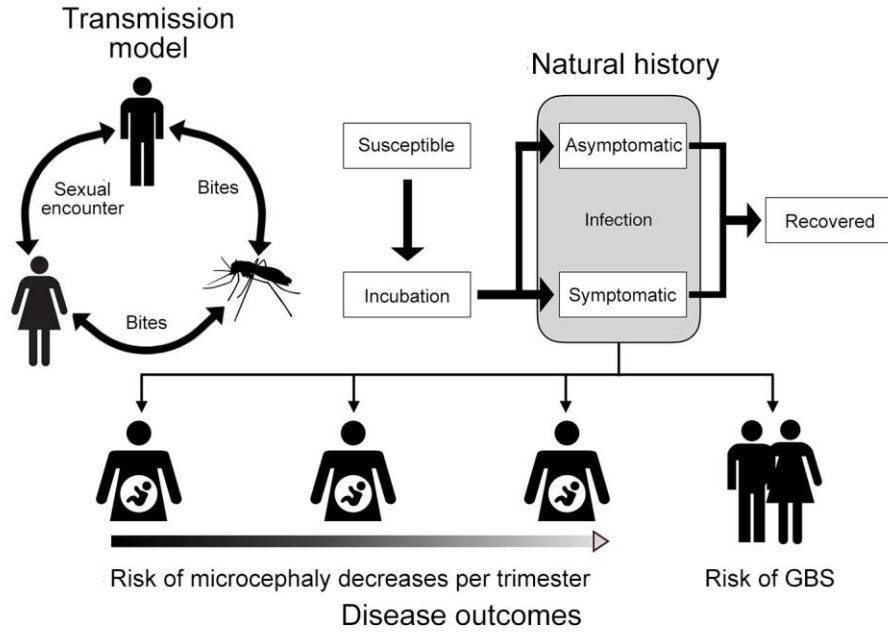 Transmission
model
Sexual
encounter
Bites
Bites
Natural history
Susceptible
Incubation
Asymptomatic
Infection
Symptomatic
Recovered
Risk of microcephaly decreases per trimester
Risk of GBS
Disease outcomes